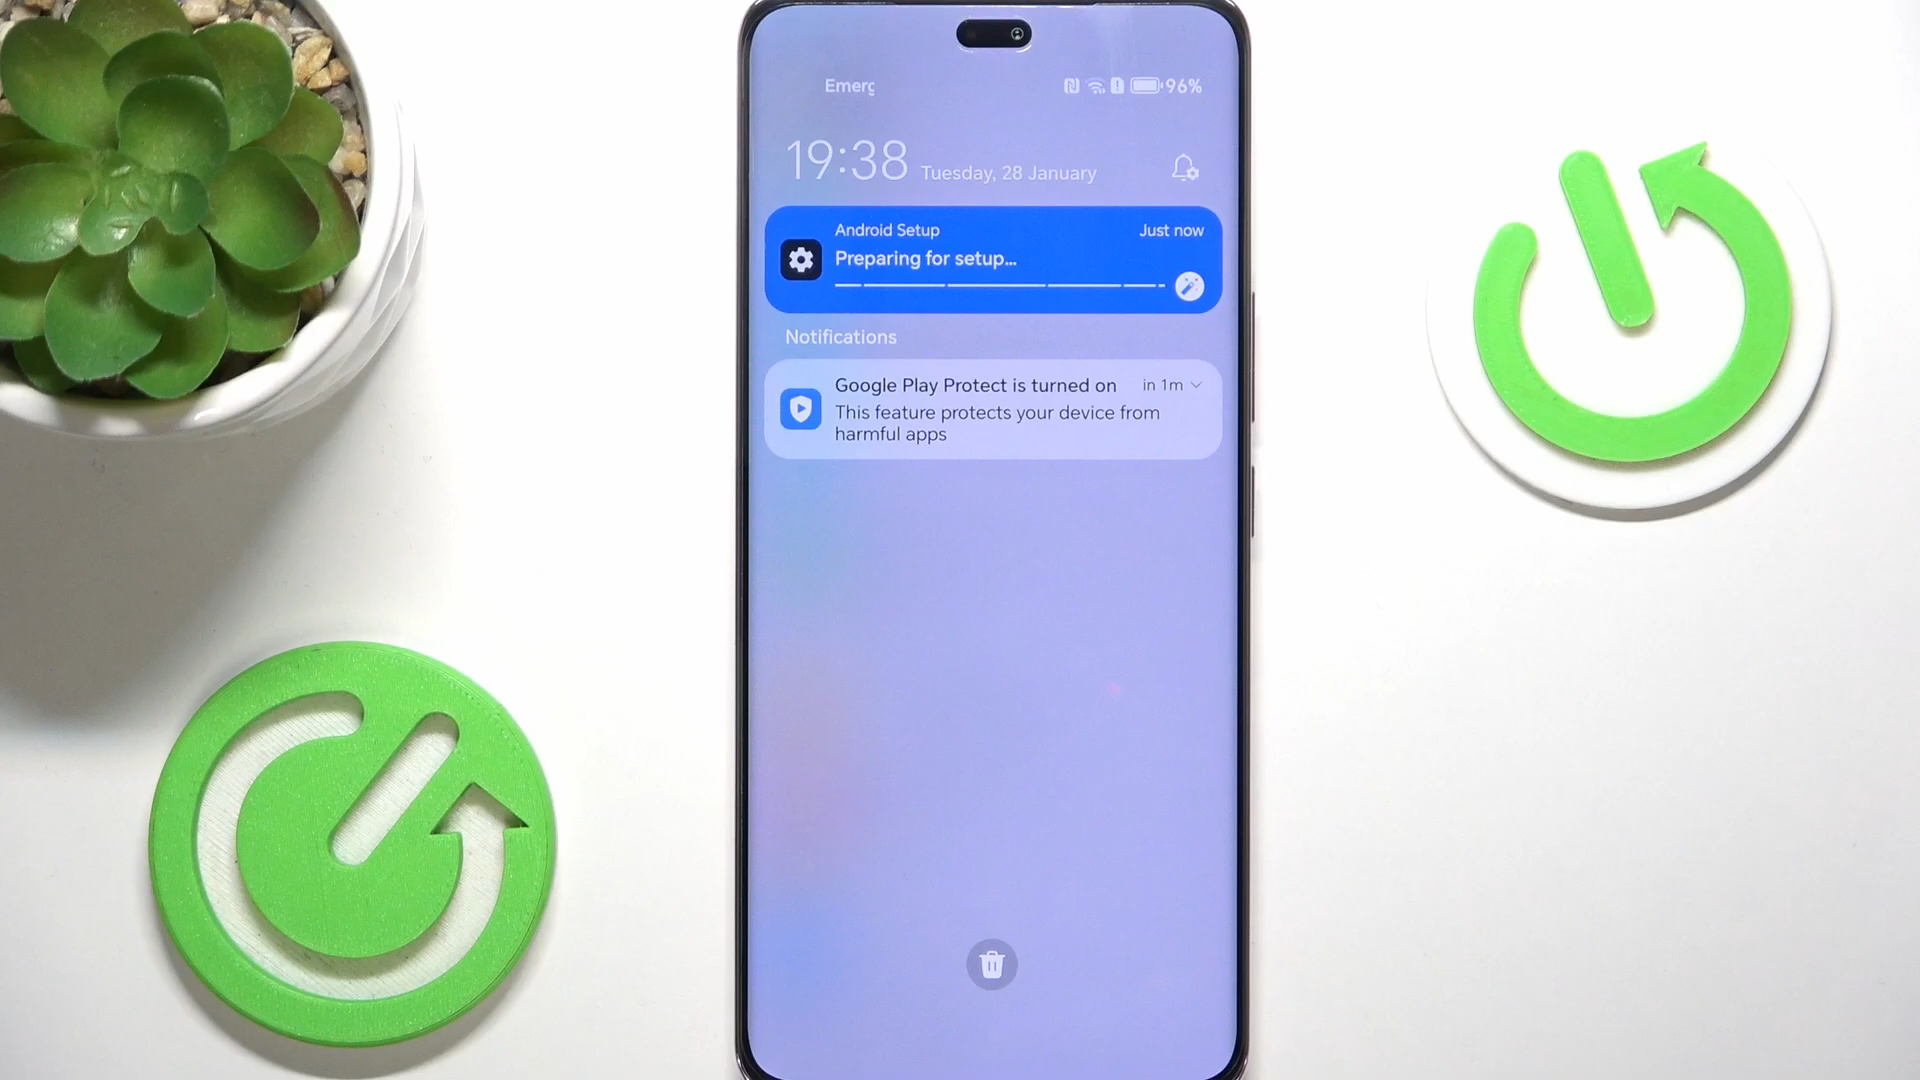 Emerg
96%
19:38 Tuesday, 28 January
Android Setup Just now
Preparing for setup...
Notifications
Google Play Protect is turned on in 1m
This feature protects your device from
harmful apps